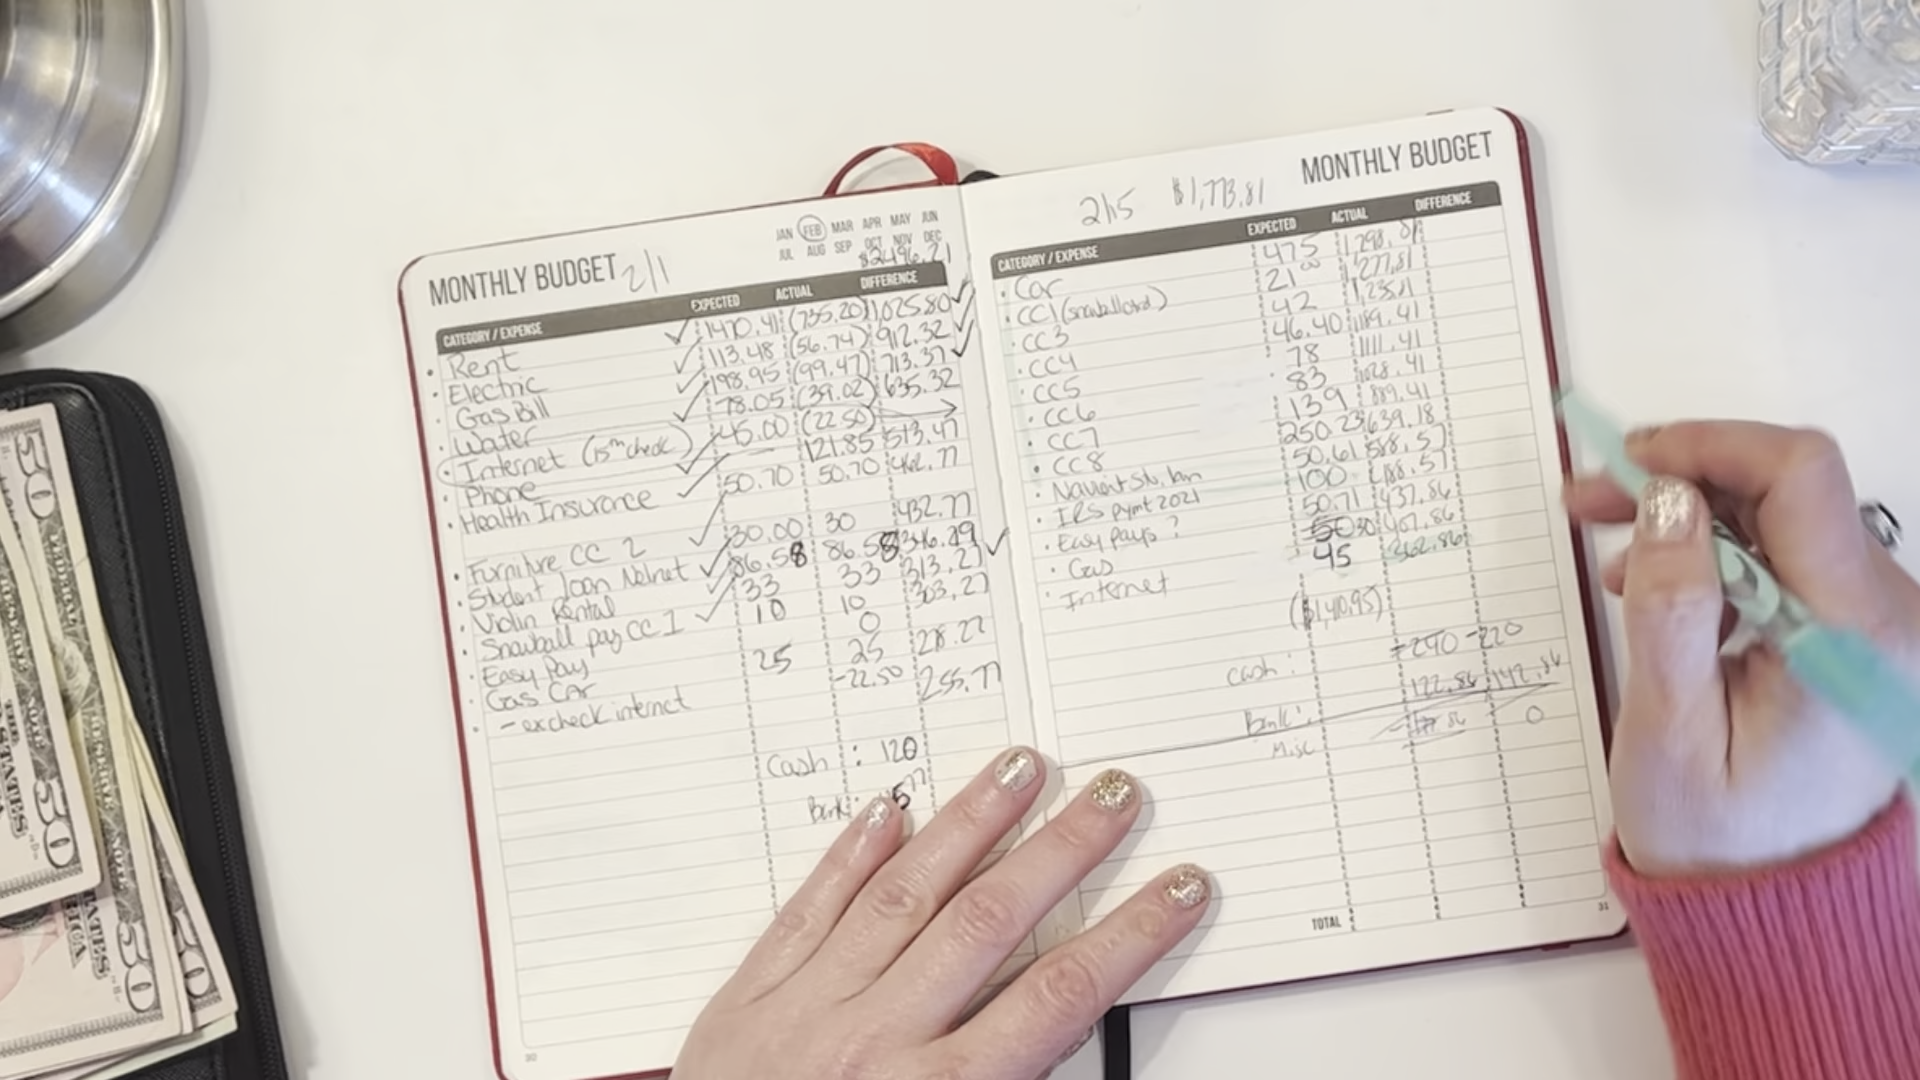 JAN FEB MAR APR MAY JUN
JUL AUG SEP OCT NOV DEC
MONTHLY BUDGET 2/1 $2496.21
CATEGORY / EXPENSE EXPECTED ACTUAL DIFFERENCE
Rent 1470.41 (735.20) 1,025.80
Electric 113.48 (56.74) 912.32
Gas Bill 198.95 (99.47) 713.37
Water 78.05 (39.02) 635.32
Internet (15th check) 45.00 (22.50)
Phone 121.85 513.47
Health Insurance 50.70 50.70 462.77
Furniture CC 2 30.00 30 432.77
Student loan Nelnet 86.58 86.58 346.29
Violin Rental 33 33 313.27
Snowball pay CC 1 10 10 303.27
Easy Pay 0
Gas CAr 25 25 278.27
- ex check internet -22.50 255.77
Cash : 120
Bank:
30
MONTHLY BUDGET
2/15 $1,773.81
CATEGORY / EXPENSE EXPECTED ACTUAL DIFFERENCE
Car 475 1,298.81
CC1 (snowball card) 21.00 1,277.81
CC3 42 1,235.81
CC4 46.40 1189.41
CC5 78 1111.41
CC6 83 1028.41
CC7 139 889.41
CC8 250.23 639.18
Navient Stu. loan 50.61 588.57
IRS pymt 2021 100 488.57
Easy pays ? 50.71 437.86
Gas 30 407.86
Internet 45 362.86
($1,410.95)
Cash: -240 -220
Bank: 122.86 142.86
Misc 0
TOTAL
31
50
50
50